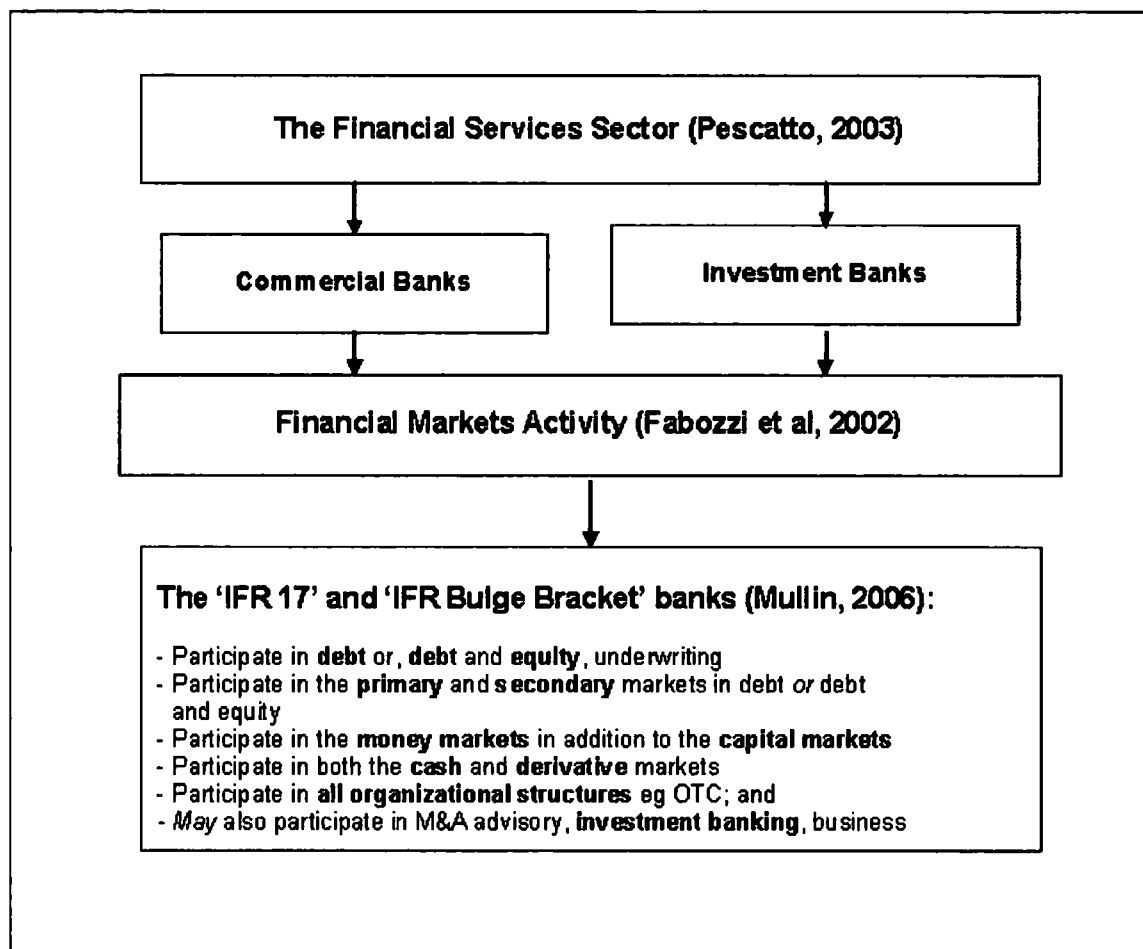 The Financial Services Sector (Pescatto, 2003)
Commercial Banks
Investment Banks
Financial Markets Activity (Fabozzi et al, 2002)
The ‘IFR 17’ and ‘IFR Bulge Bracket’ banks (Mullin, 2006):
- Participate in debt or, debt and equity, underwriting
- Participate in the primary and secondary markets in debt or debt
and equity
- Participate in the money markets in addition to the capital markets
- Participate in both the cash and derivative markets
- Participate in all organizational structures eg OTC; and
- May also participate in M&A advisory, investment banking, business